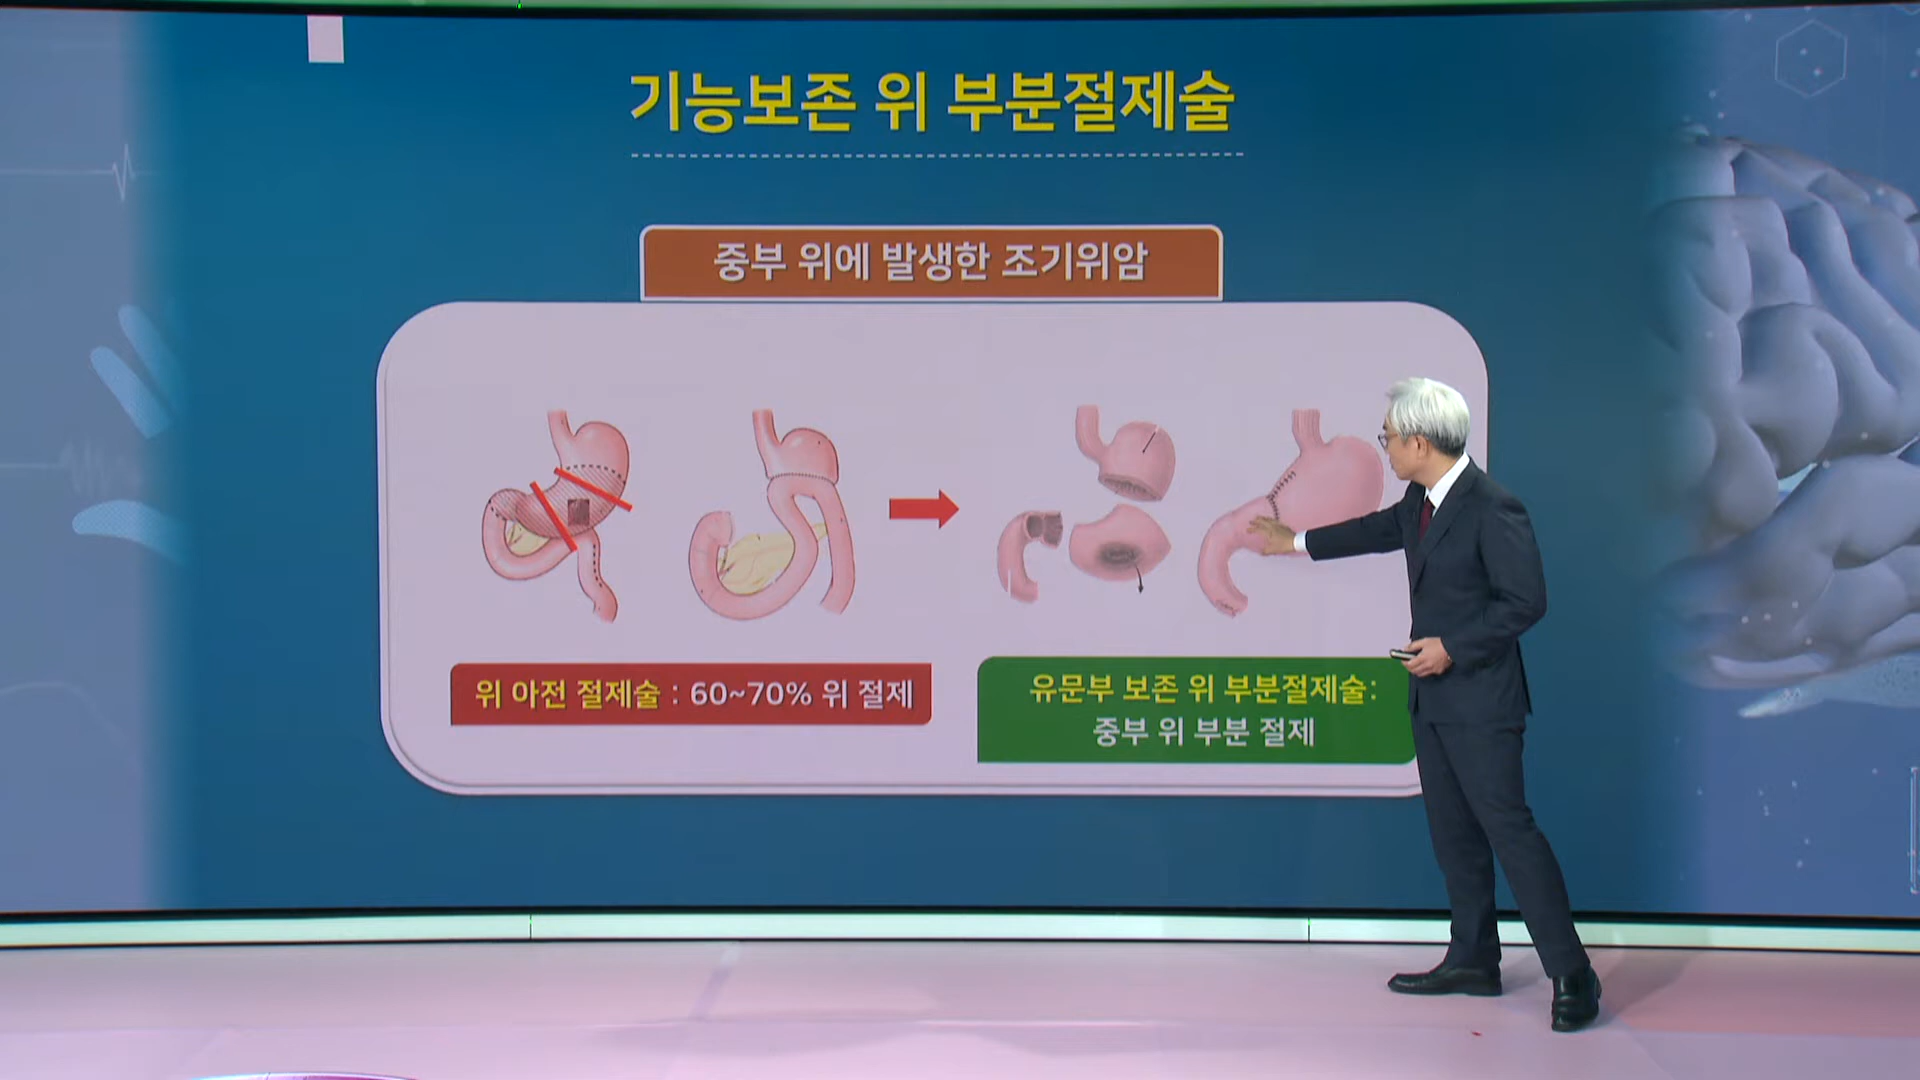 기능보존 위 부분절제술
중부 위에 발생한 조기위암
위 아전 절제술 : 60~70% 위 절제
유문부 보존 위 부분절제술:
중부 위 부분 절제